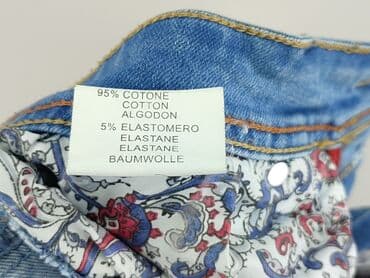 95% COTONE
COTTON
ALGODON
5% ELASTOMERO
ELASTANE
ELASTANE
BAUMWOLLE